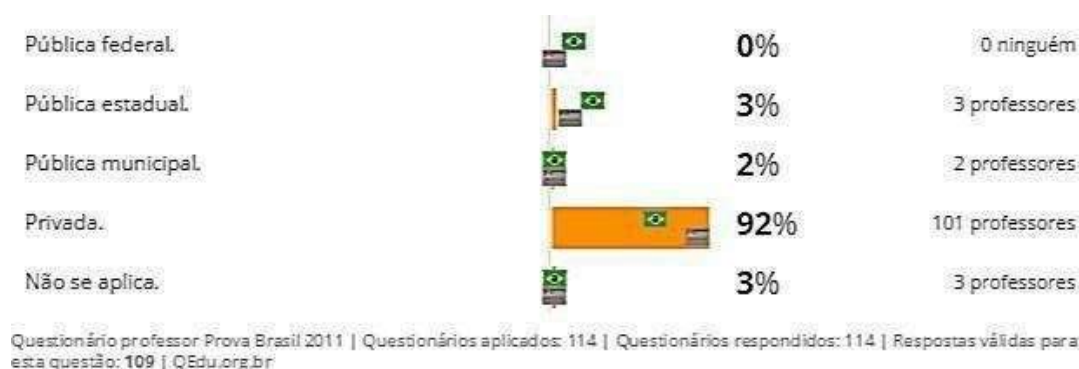 Pública federal. 0% 0 ninguém
Pública estadual. 3% 3 professores
Pública municipal. 2% 2 professores
Privada. 92% 101 professores
Não se aplica. 3% 3 professores
Questionário professor Prova Brasil 2011 | Questionários aplicados: 114 | Questionários respondidos: 114 | Respostas válidas para
esta questão: 109 | QEdu.org.br